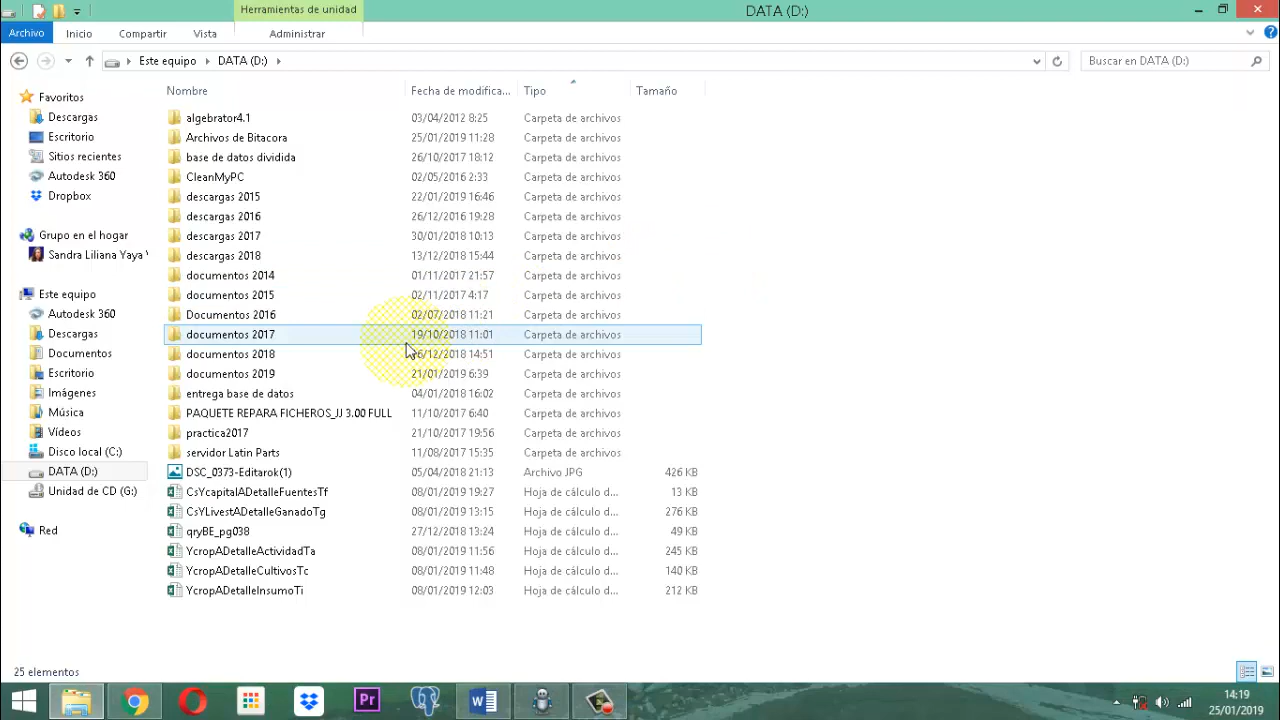 Herramientas de unidad
DATA (D:)
Archivo Inicio Compartir Vista Administrar
Este equipo DATA (D:) Buscar en DATA (D:)
Nombre Fecha de modifica... Tipo Tamaño
Favoritos
Descargas
Escritorio
Sitios recientes
Autodesk 360
Dropbox
Grupo en el hogar
Sandra Liliana Yaya
Este equipo
Autodesk 360
Descargas
Documentos
Escritorio
Imágenes
Música
Vídeos
Disco local (C:)
DATA (D:)
Unidad de CD (G:)
Red
algebrator4.1 03/04/2012 8:25 Carpeta de archivos
Archivos de Bitacora 25/01/2019 11:28 Carpeta de archivos
base de datos dividida 26/10/2017 18:12 Carpeta de archivos
CleanMyPC 02/05/2016 2:33 Carpeta de archivos
descargas 2015 22/01/2019 16:46 Carpeta de archivos
descargas 2016 26/12/2016 19:28 Carpeta de archivos
descargas 2017 30/01/2018 10:13 Carpeta de archivos
descargas 2018 13/12/2018 15:44 Carpeta de archivos
documentos 2014 01/11/2017 21:57 Carpeta de archivos
documentos 2015 02/11/2017 4:17 Carpeta de archivos
Documentos 2016 02/07/2018 11:21 Carpeta de archivos
documentos 2017 19/10/2018 11:01 Carpeta de archivos
documentos 2018 26/12/2018 14:51 Carpeta de archivos
documentos 2019 21/01/2019 6:39 Carpeta de archivos
entrega base de datos 04/01/2018 16:02 Carpeta de archivos
PAQUETE REPARA FICHEROS_JJ 3.00 FULL 11/10/2017 6:40 Carpeta de archivos
practica2017 21/10/2017 19:56 Carpeta de archivos
servidor Latin Parts 11/08/2017 15:35 Carpeta de archivos
DSC_0373-Editarok(1) 05/04/2018 21:13 Archivo JPG 426 KB
CsYcapitalADetalleFuentesTf 08/01/2019 19:27 Hoja de cálculo d... 13 KB
CsYLivestADetalleGanadoTg 08/01/2019 13:15 Hoja de cálculo d... 276 KB
qryBE_pg038 27/12/2018 13:24 Hoja de cálculo d... 49 KB
YcropADetalleActividadTa 08/01/2019 11:56 Hoja de cálculo d... 245 KB
YcropADetalleCultivosTc 08/01/2019 11:48 Hoja de cálculo d... 140 KB
YcropADetalleInsumoTi 08/01/2019 12:03 Hoja de cálculo d... 212 KB
25 elementos
Pr
14:19
25/01/2019